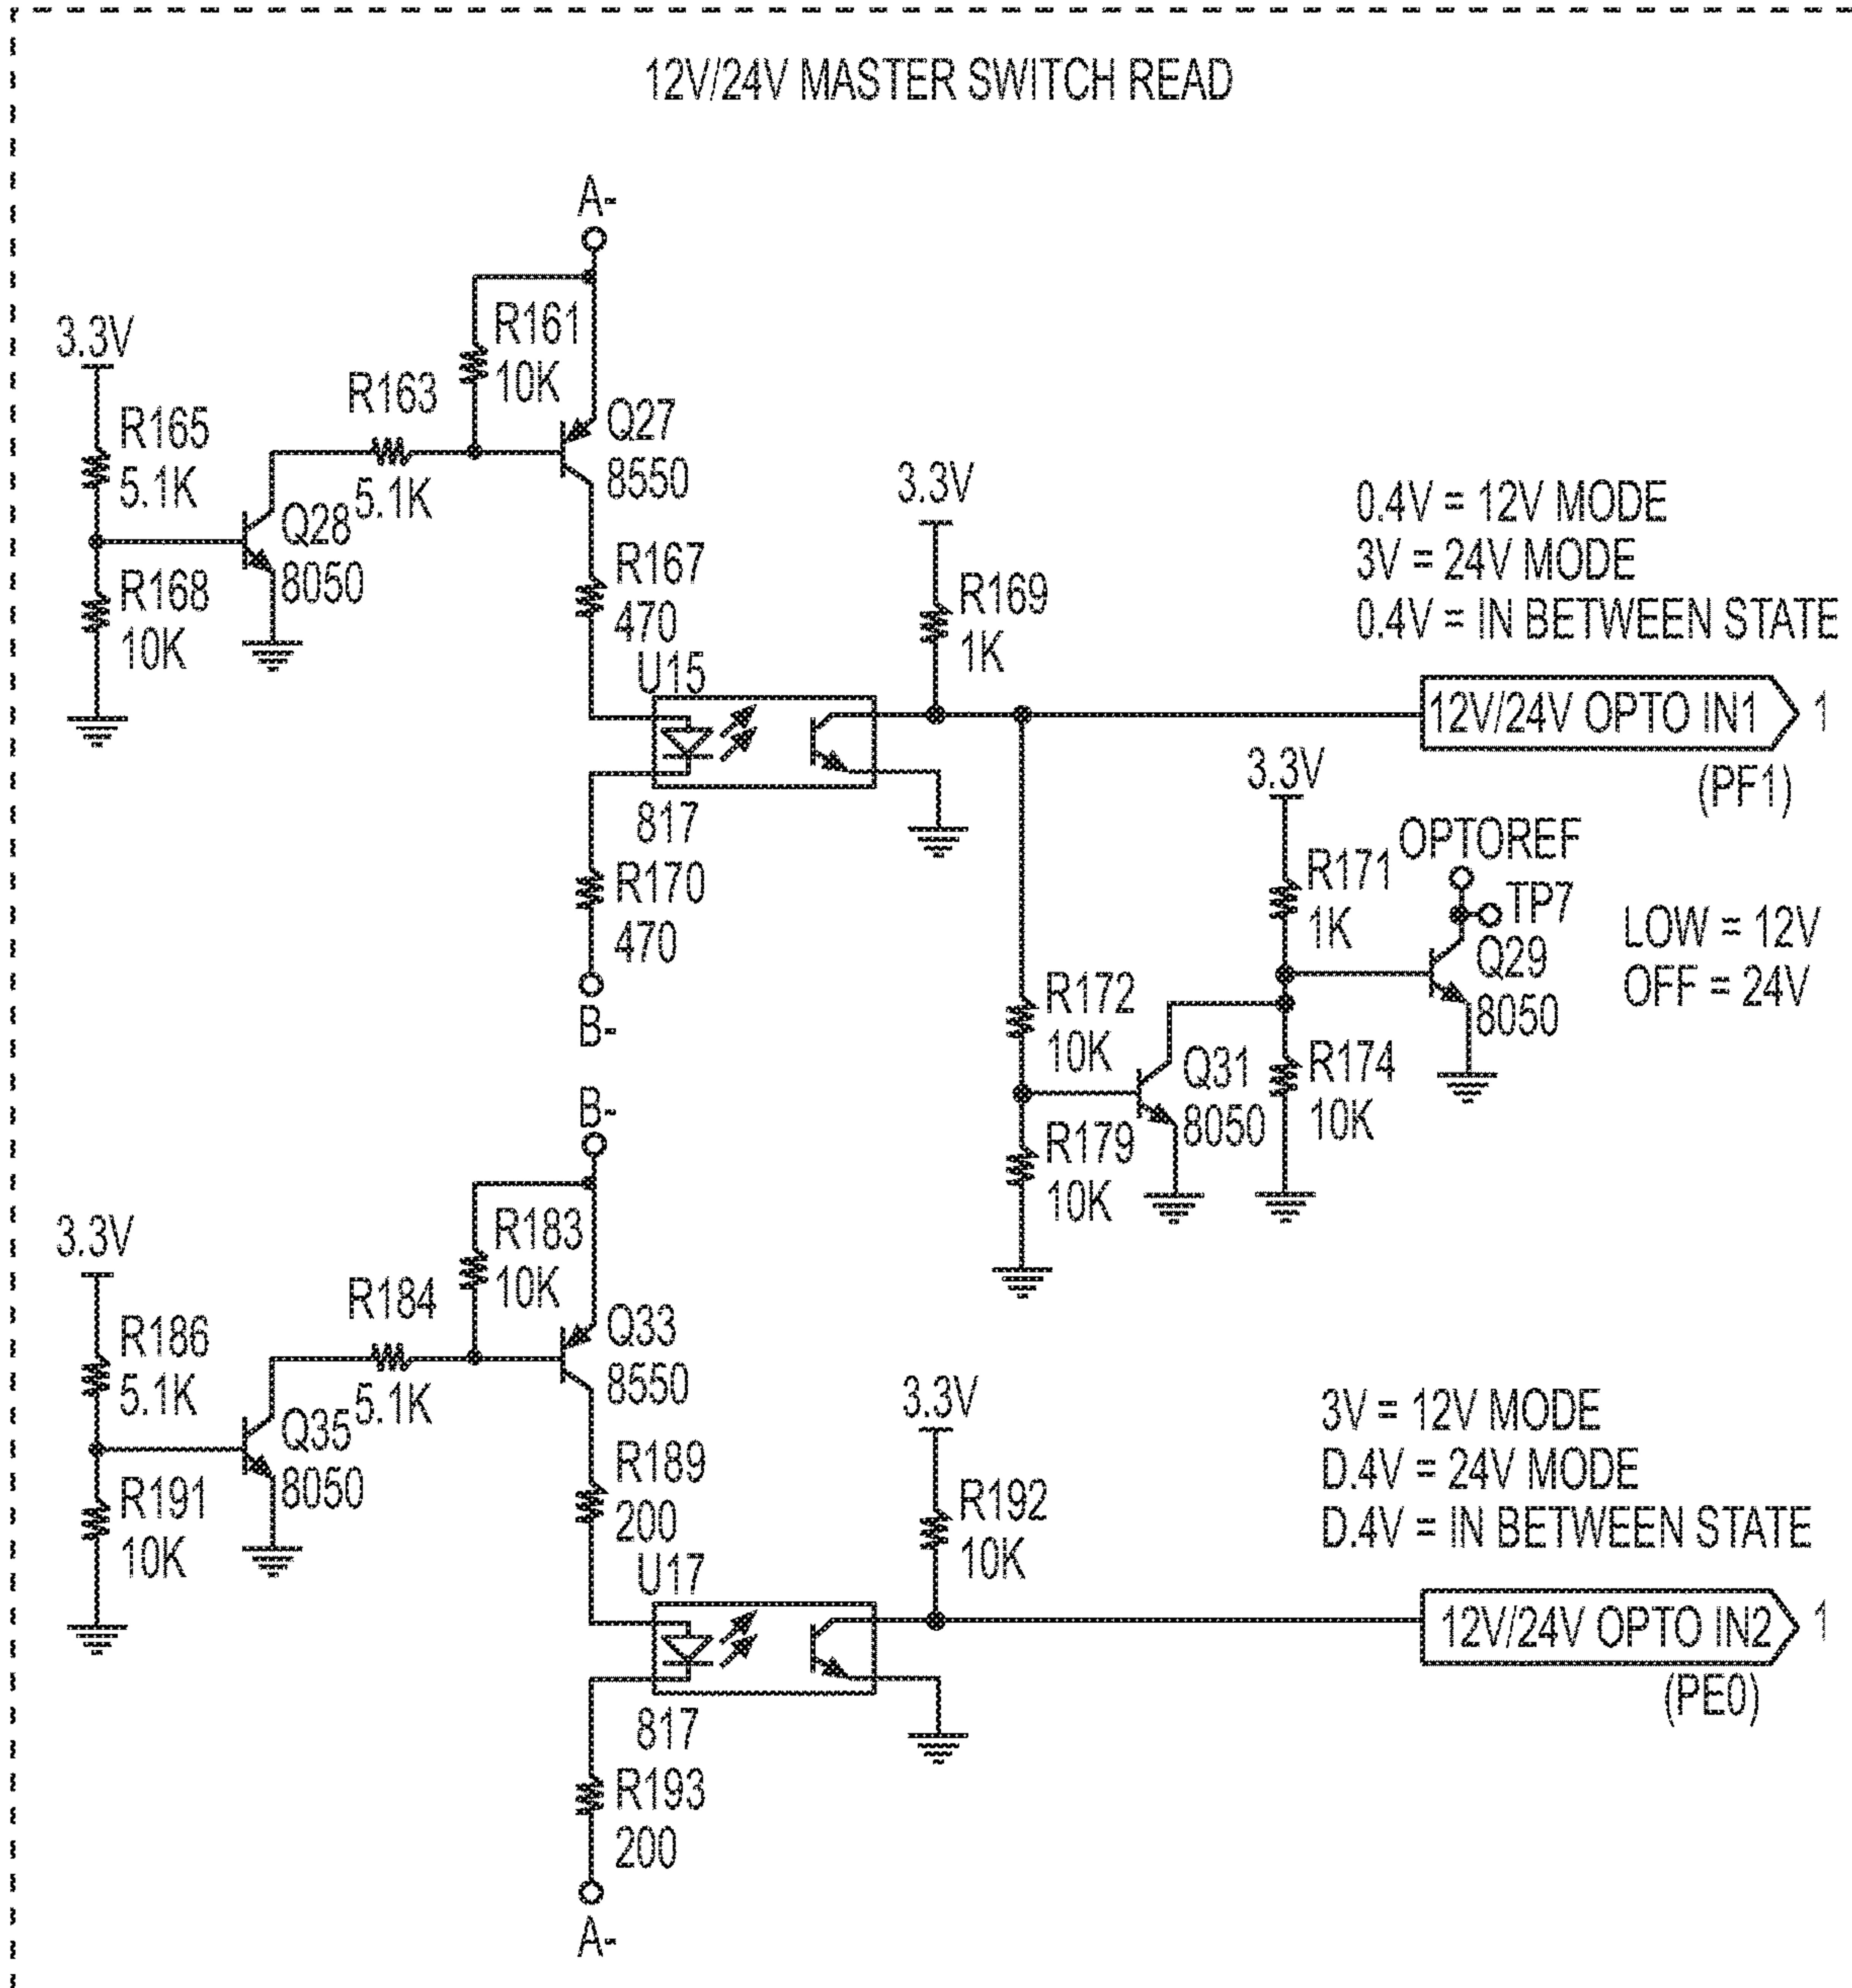 12V/24V MASTER SWITCH READ
A-
3.3V
R161
10K
R163
5.1K
R165
5.1K
Q27
8550
Q28
8050
R168
10K
R167
470
3.3V
R169
1K
0.4V = 12V MODE
3V = 24V MODE
0.4V = IN BETWEEN STATE
U15
817
12V/24V OPTO IN1
1
(PF1)
R170
470
B-
3.3V
R171
1K
OPTOREF
TP7
Q29
8050
LOW = 12V
OFF = 24V
R172
10K
Q31
8050
R174
10K
R179
10K
B-
3.3V
R183
10K
R184
5.1K
R186
5.1K
Q33
8550
Q35
8050
R191
10K
R189
200
3.3V
R192
10K
3V = 12V MODE
D.4V = 24V MODE
D.4V = IN BETWEEN STATE
U17
817
12V/24V OPTO IN2
1
(PE0)
R193
200
A-